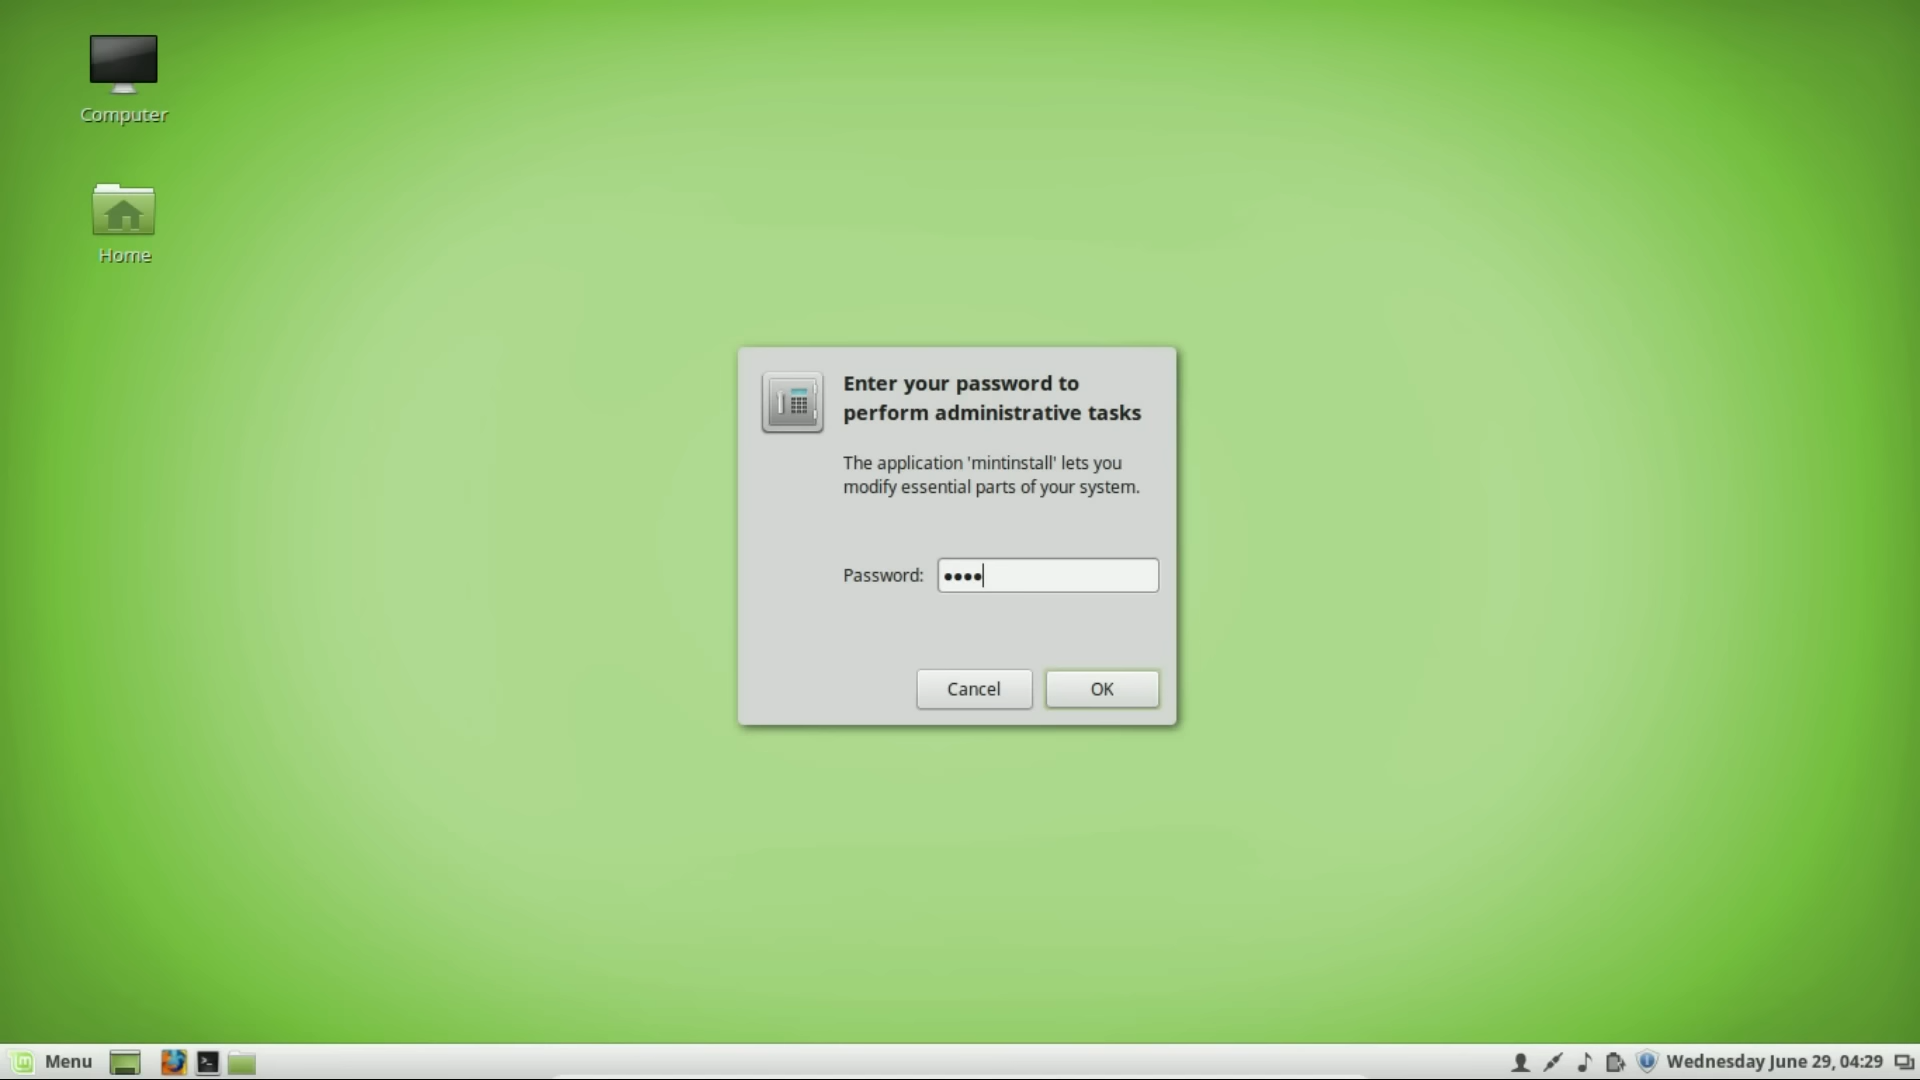 Computer
Home
Enter your password to
perform administrative tasks
The application 'mintinstall' lets you
modify essential parts of your system.
Password: ••••
Cancel OK
Menu Wednesday June 29, 04:29